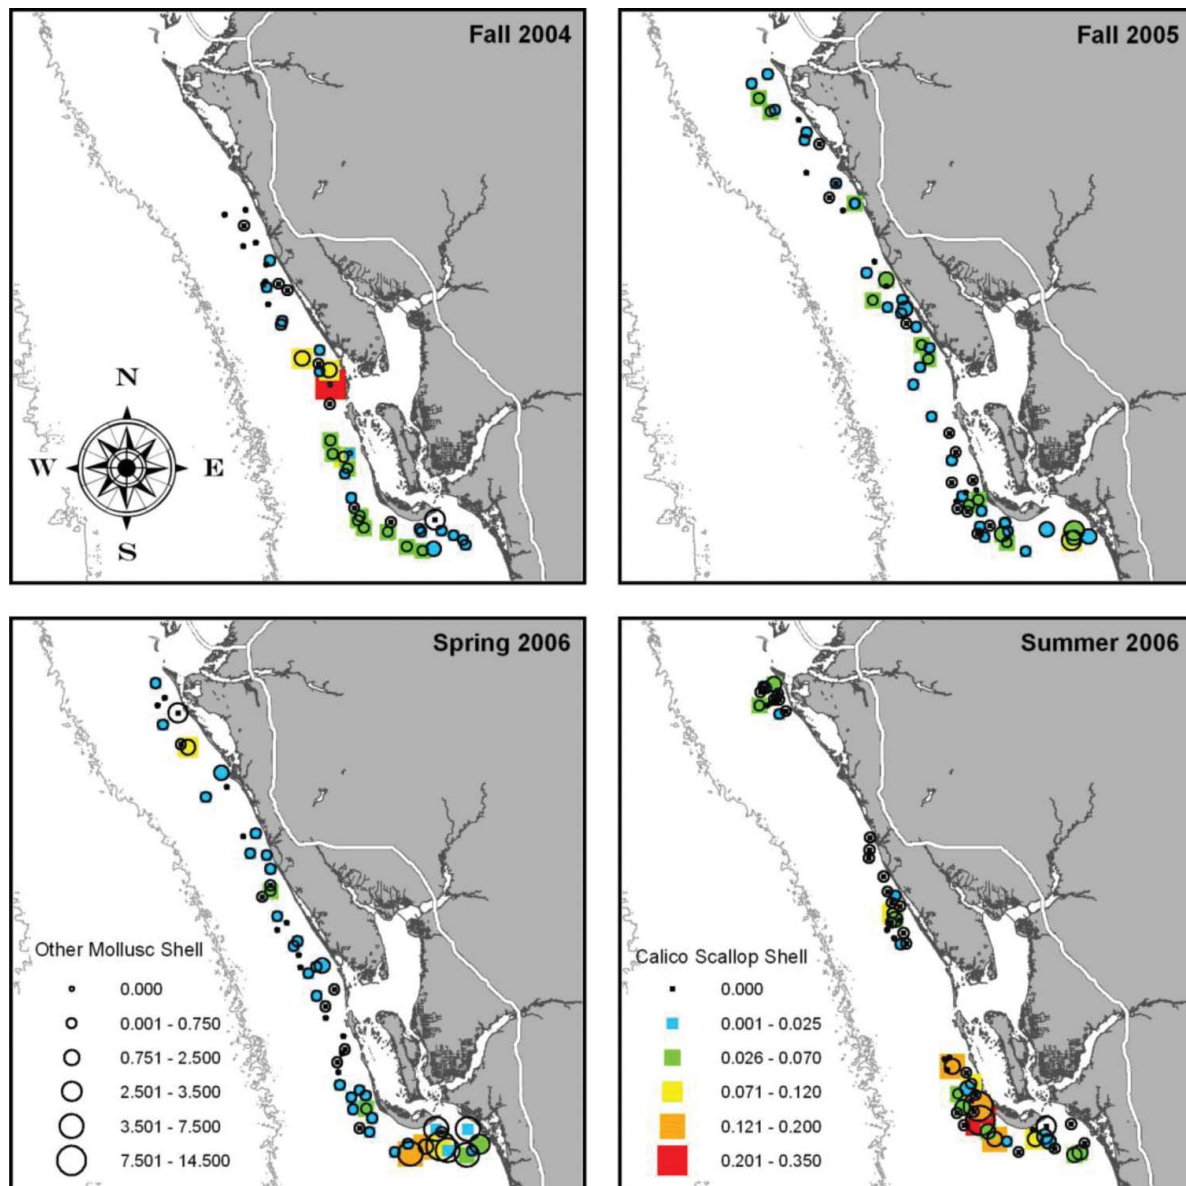 Fall 2004
Fall 2005
N
W
E
S
Spring 2006
Summer 2006
Other Mollusc Shell
0.000
0.001 - 0.750
0.751 - 2.500
2.501 - 3.500
3.501 - 7.500
7.501 - 14.500
Calico Scallop Shell
0.000
0.001 - 0.025
0.026 - 0.070
0.071 - 0.120
0.121 - 0.200
0.201 - 0.350